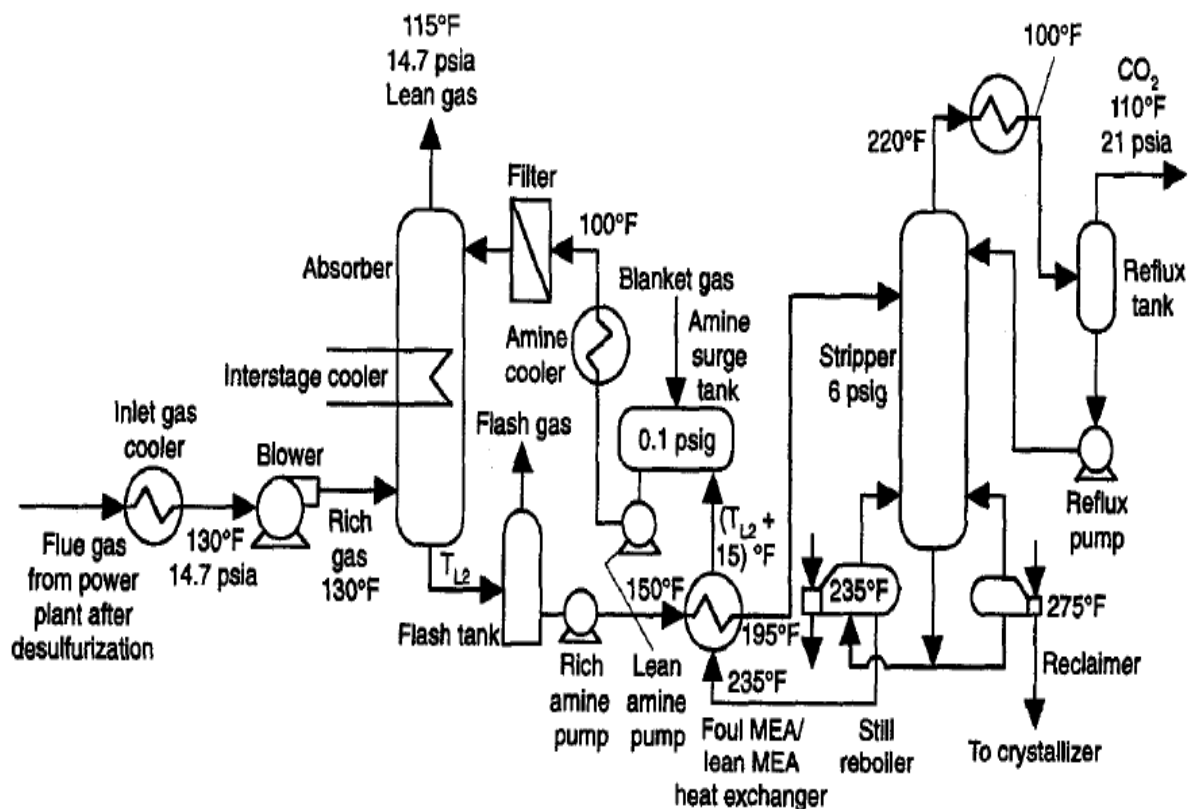 115°F
14.7 psia
Lean gas
Filter
100°F
Absorber
Amine
cooler
Interstage cooler
Inlet gas
cooler
Blower
Flue gas
from power
plant after
desulfurization
130°F
14.7 psia
Rich
gas
130°F
T_L2
Flash gas
Flash tank
Blanket gas
Amine
surge
tank
0.1 psig
(T_L2 +
15) °F
150°F
195°F
235°F
Rich
amine
pump
Lean
amine
pump
Foul MEA/
lean MEA
heat exchanger
Still
reboiler
235°F
Stripper
6 psig
220°F
100°F
CO₂
110°F
21 psia
Reflux
tank
Reflux
pump
275°F
Reclaimer
To crystallizer